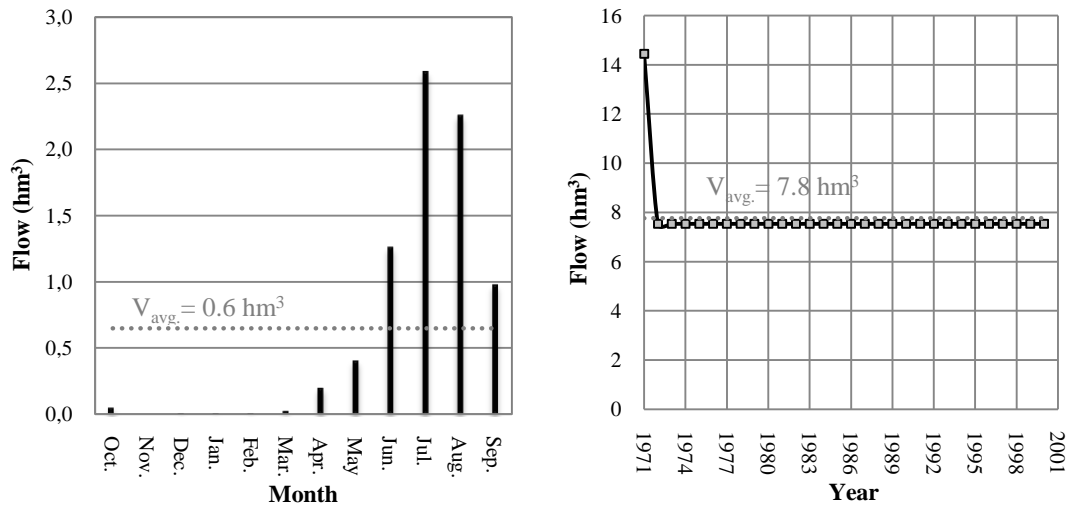 3,0
2,5
2,0
1,5
1,0
0,5
0,0
Flow (hm³)
Vavg.= 0.6 hm³
Oct.
Nov.
Dec.
Jan.
Feb.
Mar.
Apr.
May
Jun.
Jul.
Aug.
Sep.
Month
16
14
12
10
8
6
4
2
0
Flow (hm³)
Vavg.= 7.8 hm³
1971
1974
1977
1980
1983
1986
1989
1992
1995
1998
2001
Year